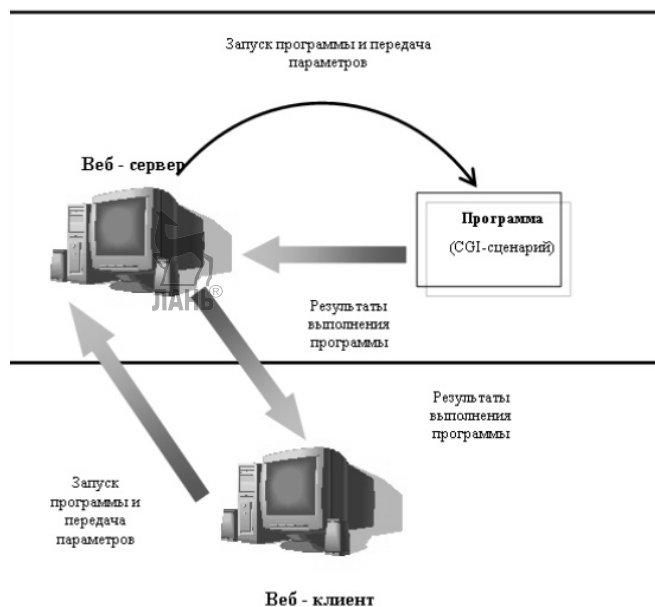 Запуск программы и передача
параметров
Веб - сервер
Программа
(CGI-сценарий)
ЛАНЬ®
Результаты
выполнения
программы
Результаты
выполнения
программы
Запуск
программы и
передача
параметров
Веб - клиент